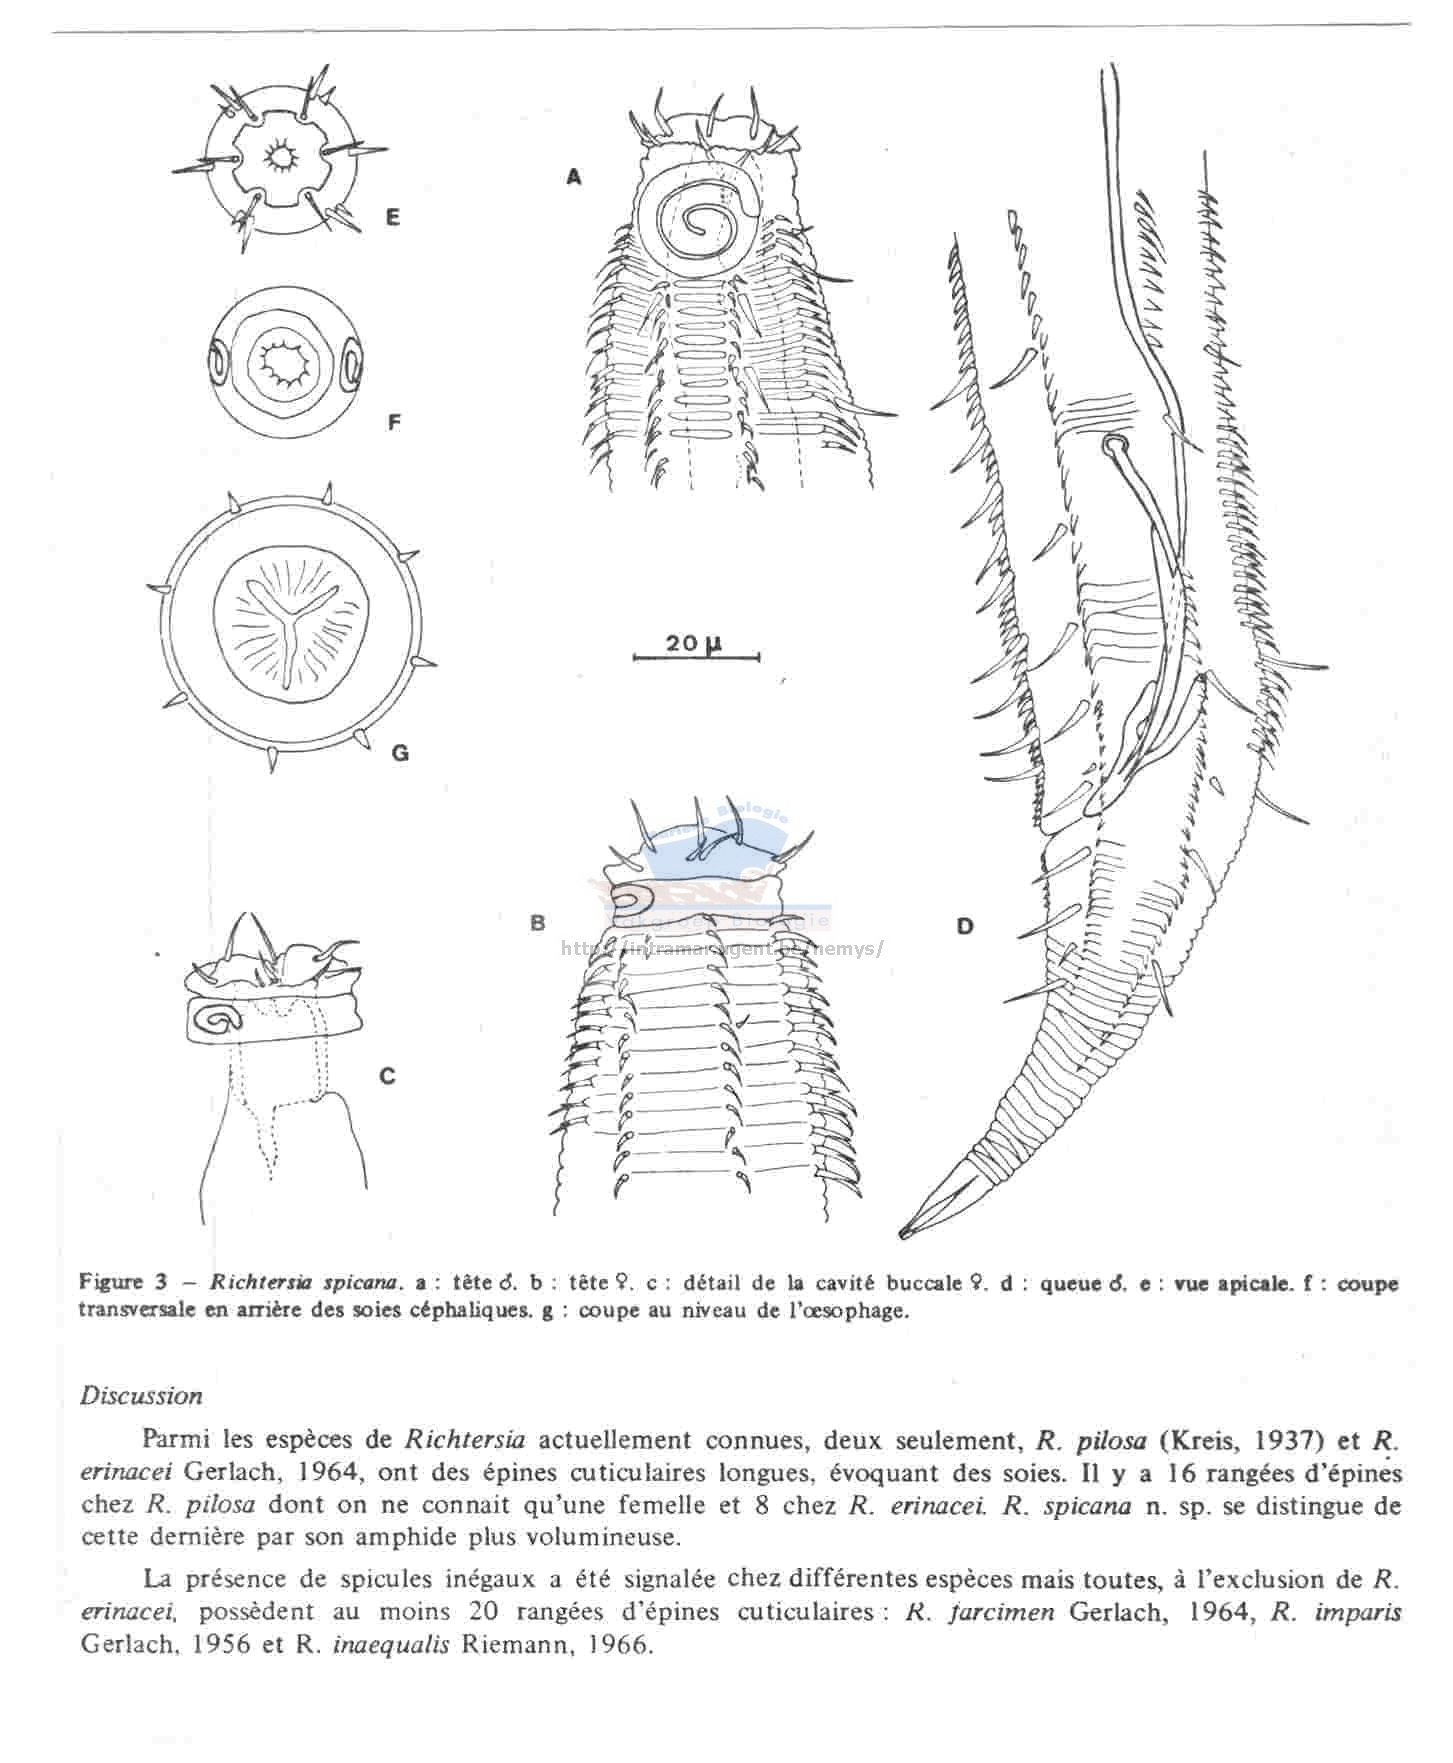 E
A
F
20 µ
G
Mariene Biologie
B
D
Vakgroep Biologie
http://intramar.ugent.be/nemys/
C
Figure 3 – Richtersia spicana. a : tête ♂. b : tête ♀. c : détail de la cavité buccale ♀. d : queue ♂. e : vue apicale. f : coupe
transversale en arrière des soies céphaliques. g : coupe au niveau de l'œsophage.
Discussion
Parmi les espèces de Richtersia actuellement connues, deux seulement, R. pilosa (Kreis, 1937) et R.
erinacei Gerlach, 1964, ont des épines cuticulaires longues, évoquant des soies. Il y a 16 rangées d'épines
chez R. pilosa dont on ne connait qu'une femelle et 8 chez R. erinacei. R. spicana n. sp. se distingue de
cette dernière par son amphide plus volumineuse.
La présence de spicules inégaux a été signalée chez différentes espèces mais toutes, à l'exclusion de R.
erinacei, possèdent au moins 20 rangées d'épines cuticulaires : R. farcimen Gerlach, 1964, R. imparis
Gerlach, 1956 et R. inaequalis Riemann, 1966.